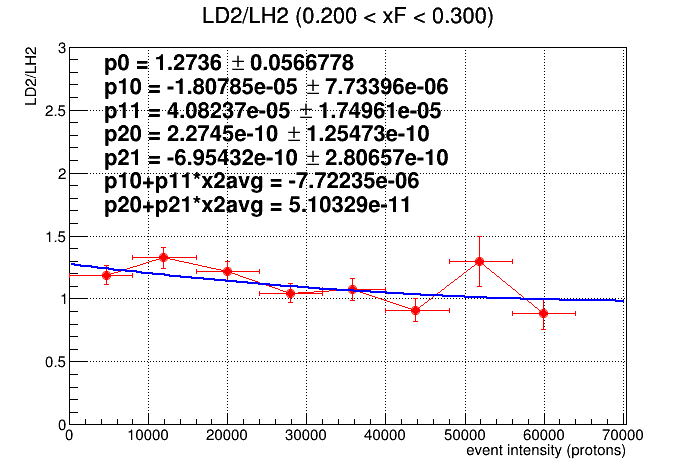 LD2/LH2 (0.200 < xF < 0.300)
LD2/LH2
3
2.5
2
1.5
1
0.5
0
p0 = 1.2736 ± 0.0566778
p10 = -1.80785e-05 ± 7.73396e-06
p11 = 4.08237e-05 ± 1.74961e-05
p20 = 2.2745e-10 ± 1.25473e-10
p21 = -6.95432e-10 ± 2.80657e-10
p10+p11*x2avg = -7.72235e-06
p20+p21*x2avg = 5.10329e-11
0 10000 20000 30000 40000 50000 60000 70000
event intensity (protons)